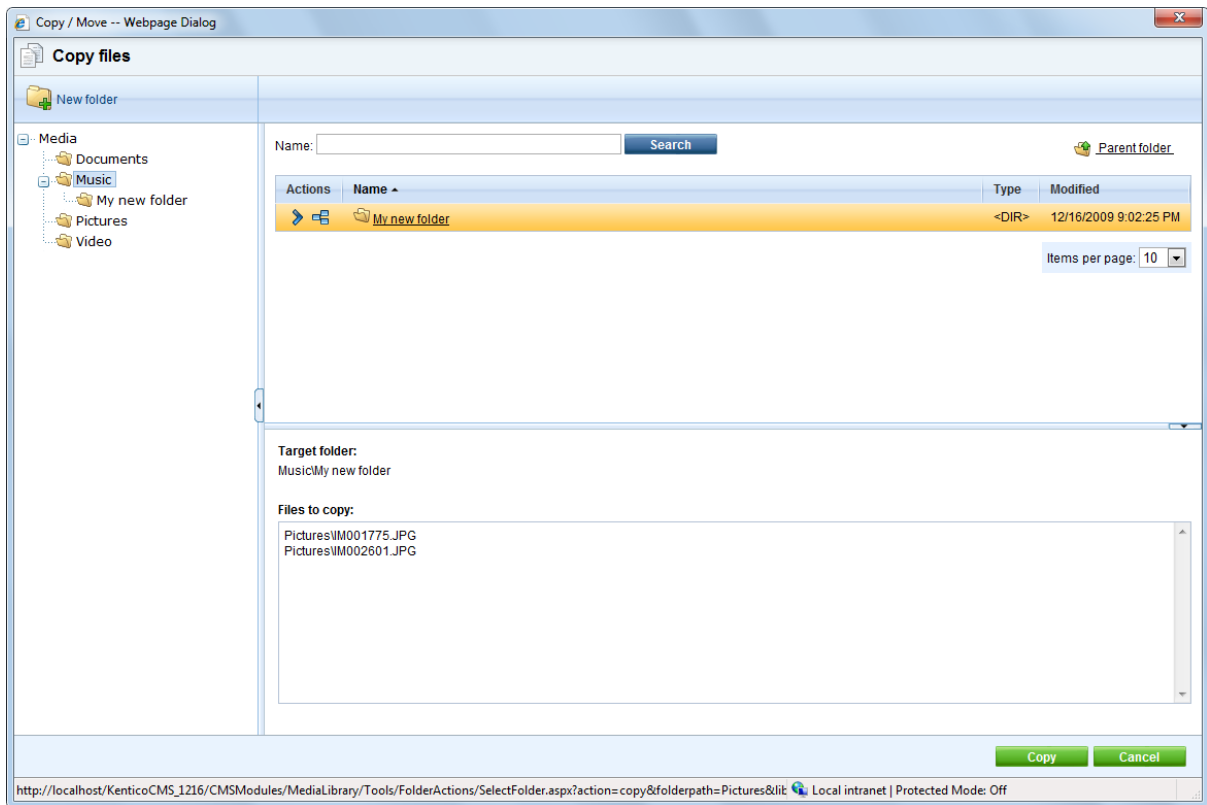 Copy / Move -- Webpage Dialog
Copy files
New folder
Media
Documents
Music
My new folder
Pictures
Video
Name:
Search
Parent folder
Actions Name Type Modified
My new folder <DIR> 12/16/2009 9:02:25 PM
Items per page: 10
Target folder:
Music\My new folder
Files to copy:
Pictures\IM001775.JPG
Pictures\IM002601.JPG
Copy Cancel
http://localhost/KenticoCMS_1216/CMSModules/MediaLibrary/Tools/FolderActions/SelectFolder.aspx?action=copy&folderpath=Pictures&lib Local intranet | Protected Mode: Off